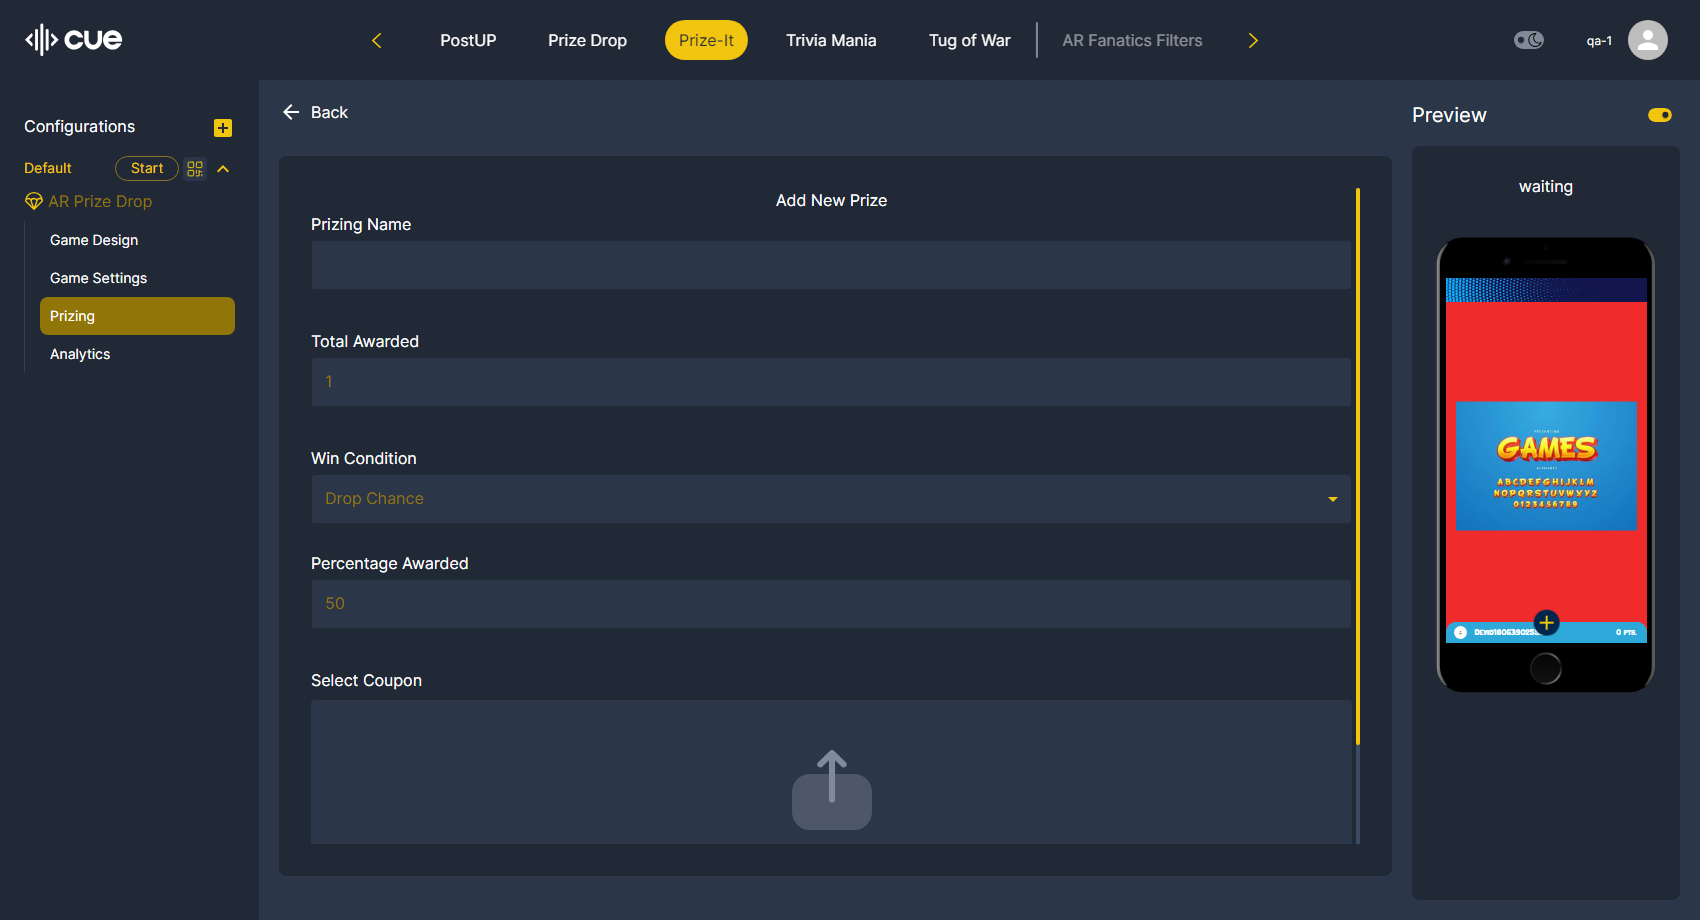 cue
PostUP
Prize Drop
Prize-It
Trivia Mania
Tug of War
AR Fanatics Filters
qa-1
Configurations
Default
Start
AR Prize Drop
Game Design
Game Settings
Prizing
Analytics
Back
Add New Prize
Prizing Name
Total Awarded
1
Win Condition
Drop Chance
Percentage Awarded
50
Select Coupon
Preview
waiting
PRESENTING
GAMES
ALPHABET
ABCDEFGHIJKLM
NOPQRSTUVWXYZ
0123456789
0 PTS.